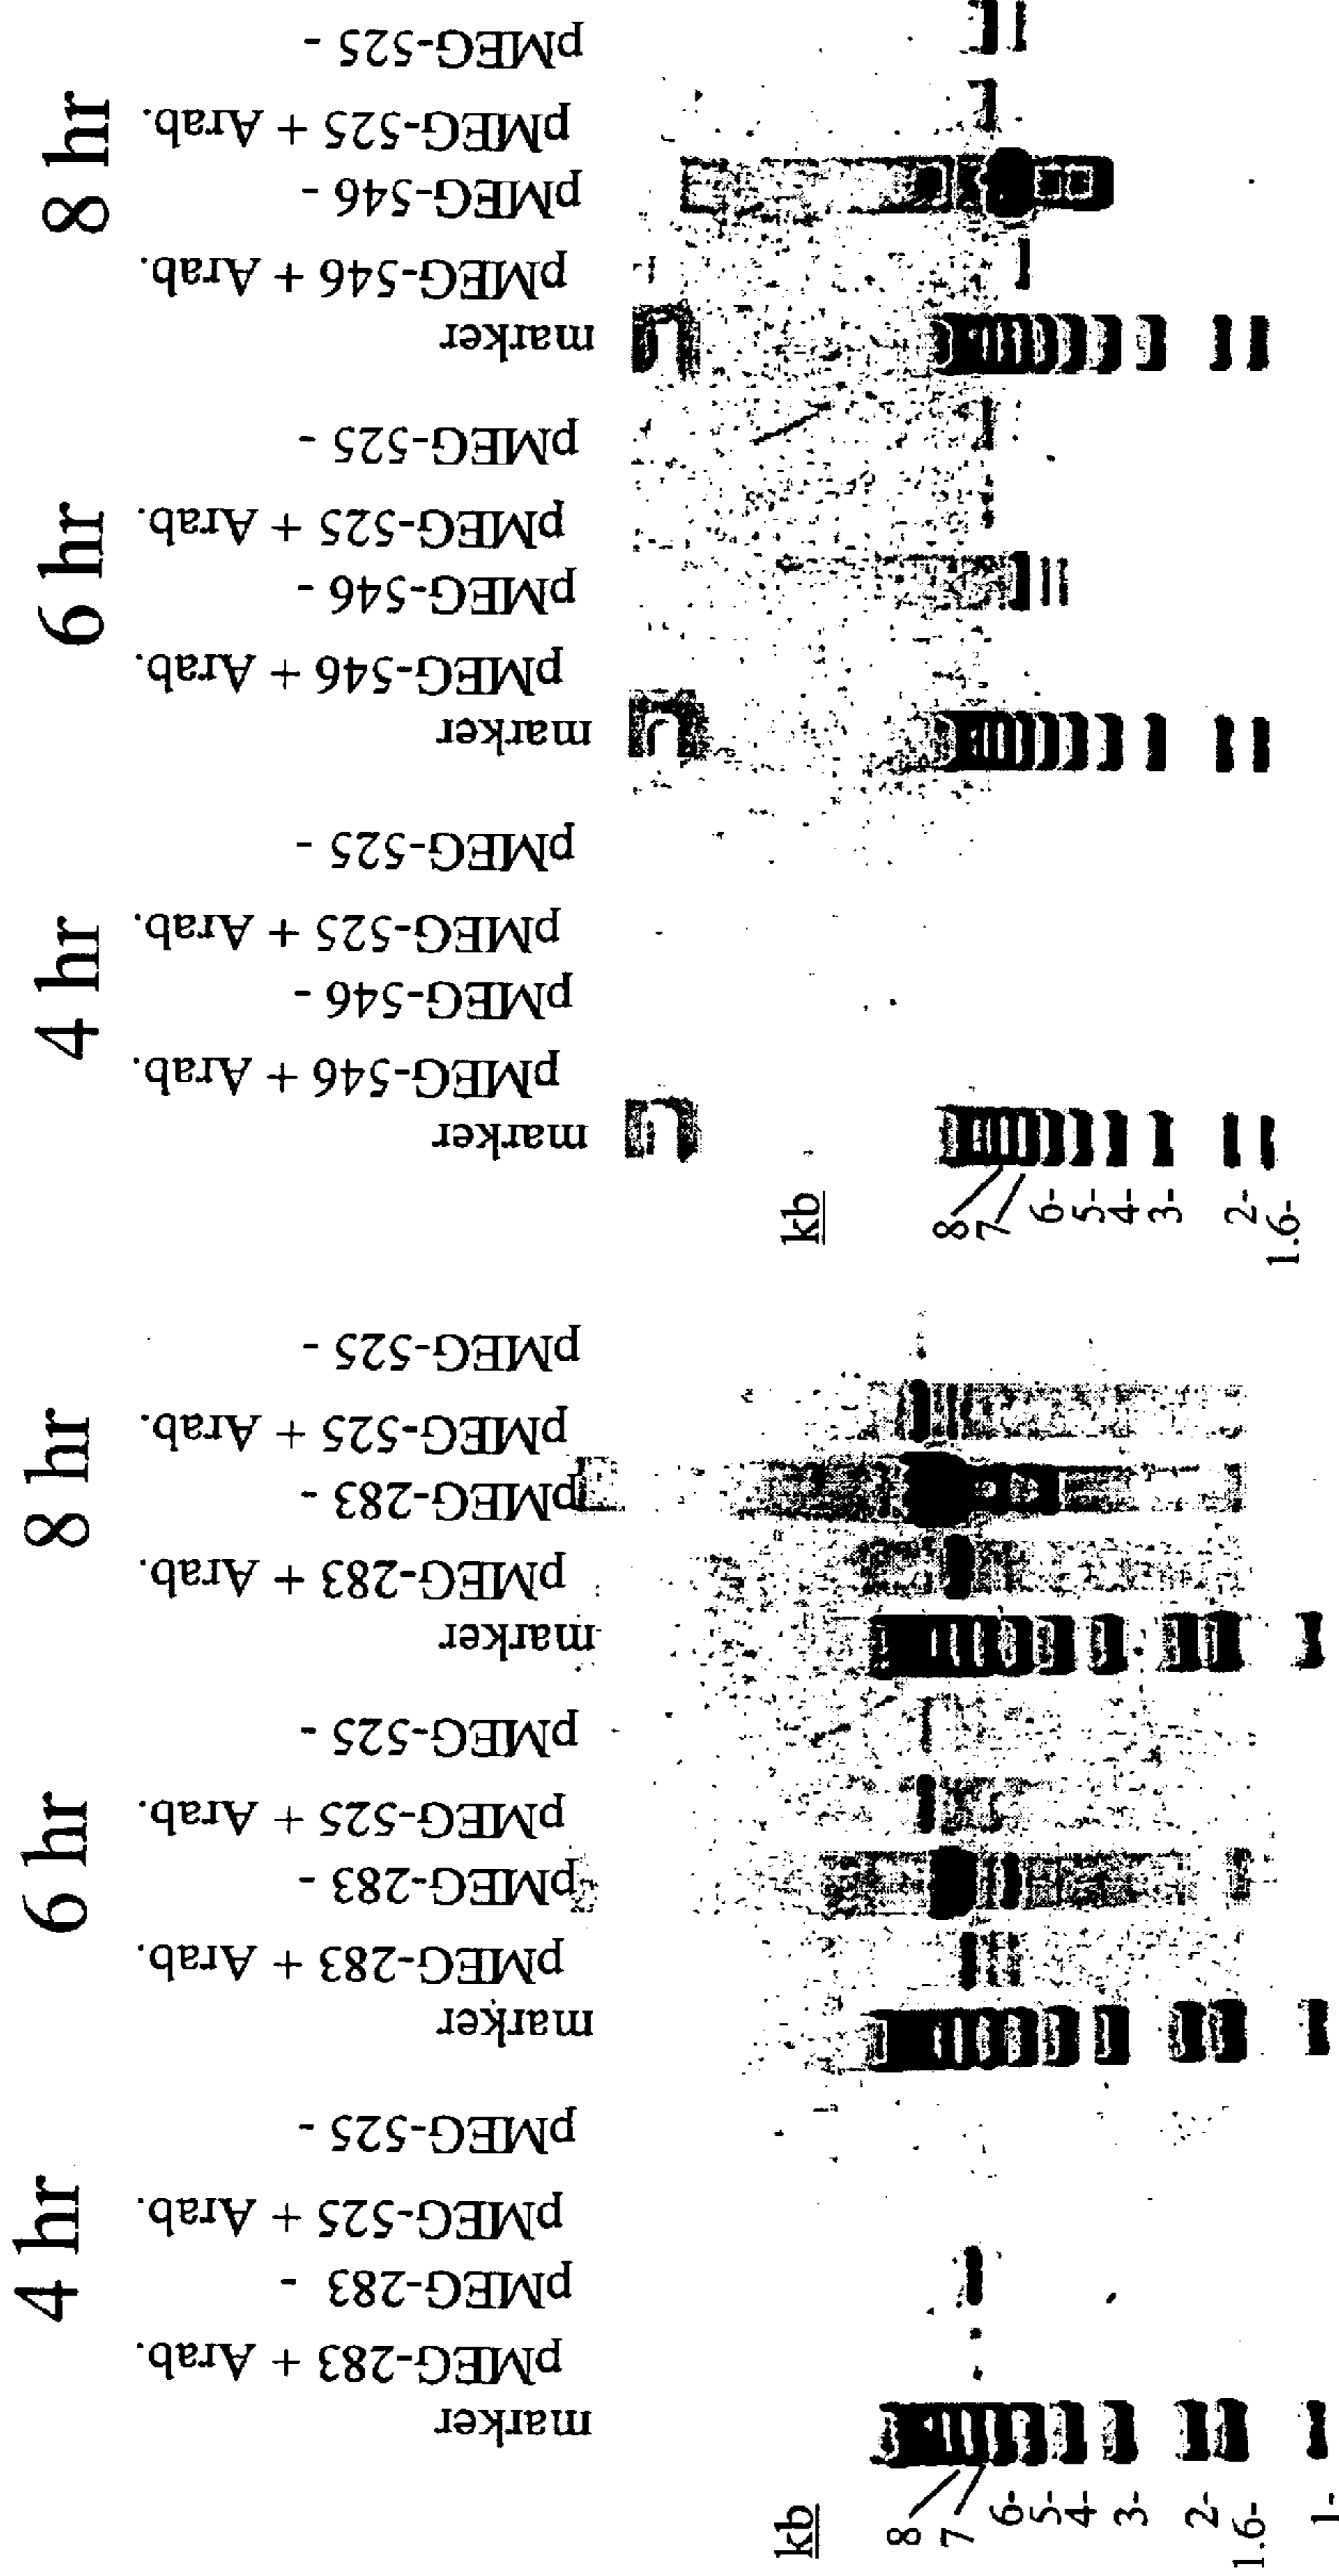 4 hr
marker
pMEG-283 + Arab.
pMEG-283 -
pMEG-525 + Arab.
pMEG-525 -
6 hr
marker
pMEG-283 + Arab.
pMEG-283 -
pMEG-525 + Arab.
pMEG-525 -
8 hr
marker
pMEG-283 + Arab.
pMEG-283 -
pMEG-525 + Arab.
pMEG-525 -
kb
8
7
6-
5-
4-
3-
2-
1.6-
1-
4 hr
marker
pMEG-546 + Arab.
pMEG-546 -
pMEG-525 + Arab.
pMEG-525 -
6 hr
marker
pMEG-546 + Arab.
pMEG-546 -
pMEG-525 + Arab.
pMEG-525 -
8 hr
marker
pMEG-546 + Arab.
pMEG-546 -
pMEG-525 + Arab.
pMEG-525 -
kb
8
7
6-
5-
4-
3-
2-
1.6-